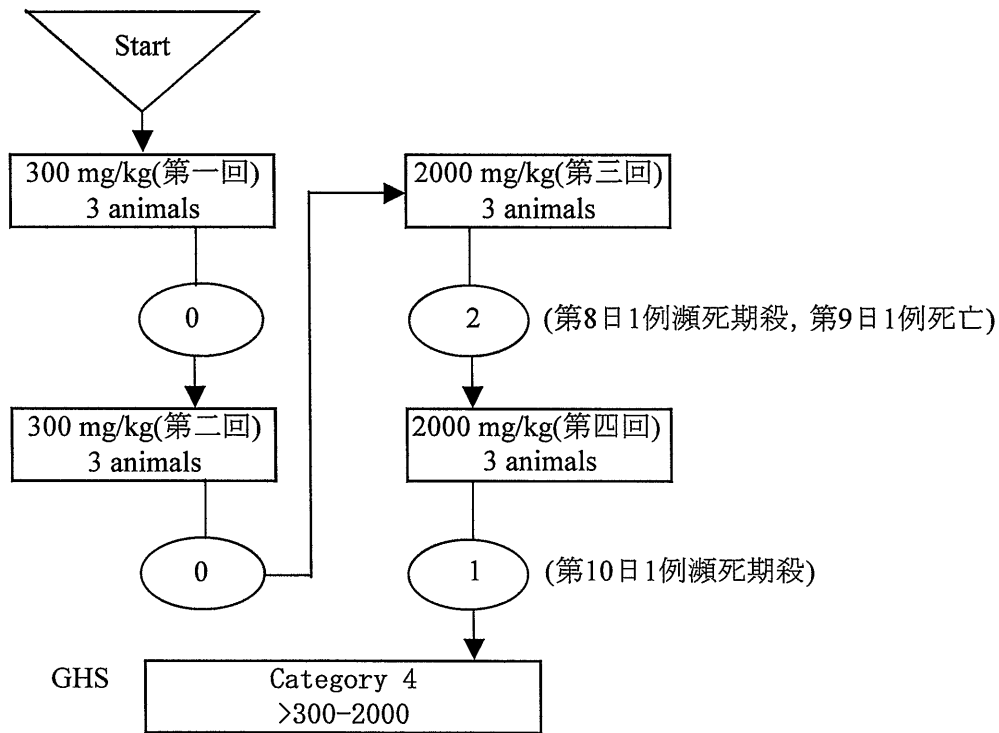 Start
300 mg/kg(第一回)
3 animals
0
300 mg/kg(第二回)
3 animals
0
2000 mg/kg(第三回)
3 animals
2
(第8日1例瀕死期殺, 第9日1例死亡)
2000 mg/kg(第四回)
3 animals
1
(第10日1例瀕死期殺)
GHS
Category 4
>300-2000